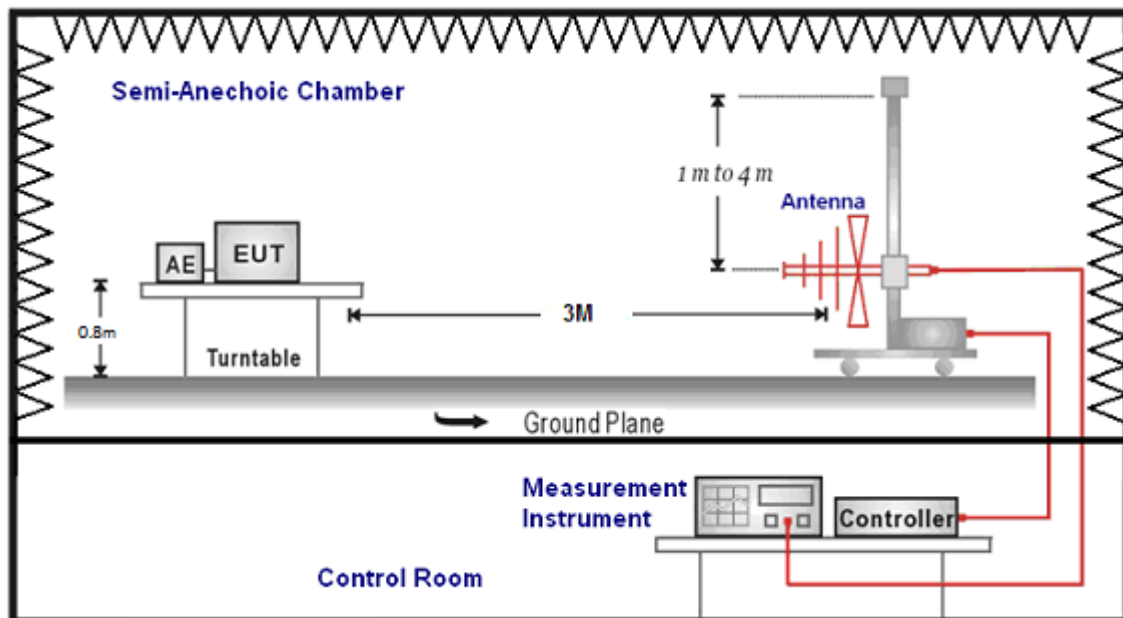 Semi-Anechoic Chamber
1 m to 4 m
Antenna
AE
EUT
3M
0.8m
Turntable
Ground Plane
Measurement
Instrument
Controller
Control Room